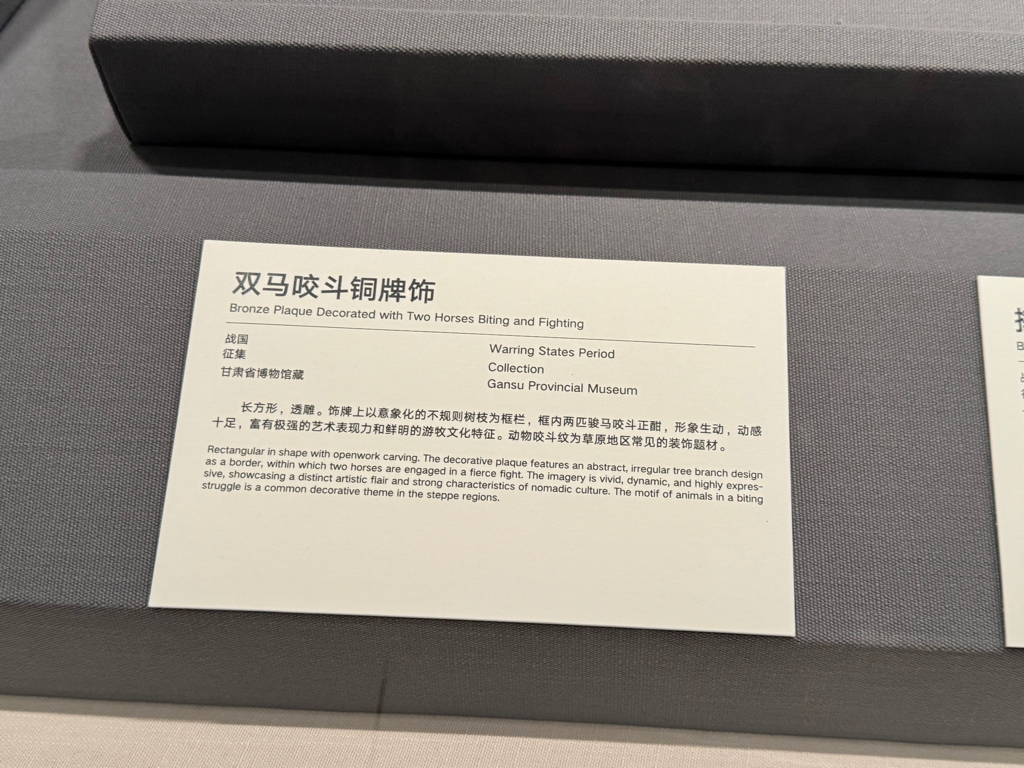 双马咬斗铜牌饰
Bronze Plaque Decorated with Two Horses Biting and Fighting
战国
Warring States Period
征集
Collection
甘肃省博物馆藏
Gansu Provincial Museum
长方形，透雕。饰牌上以意象化的不规则树枝为框栏，框内两匹骏马咬斗正酣，形象生动，动感
十足，富有极强的艺术表现力和鲜明的游牧文化特征。动物咬斗纹为草原地区常见的装饰题材。
Rectangular in shape with openwork carving. The decorative plaque features an abstract, irregular tree branch design
as a border, within which two horses are engaged in a fierce fight. The imagery is vivid, dynamic, and highly expres-
sive, showcasing a distinct artistic flair and strong characteristics of nomadic culture. The motif of animals in a biting
struggle is a common decorative theme in the steppe regions.